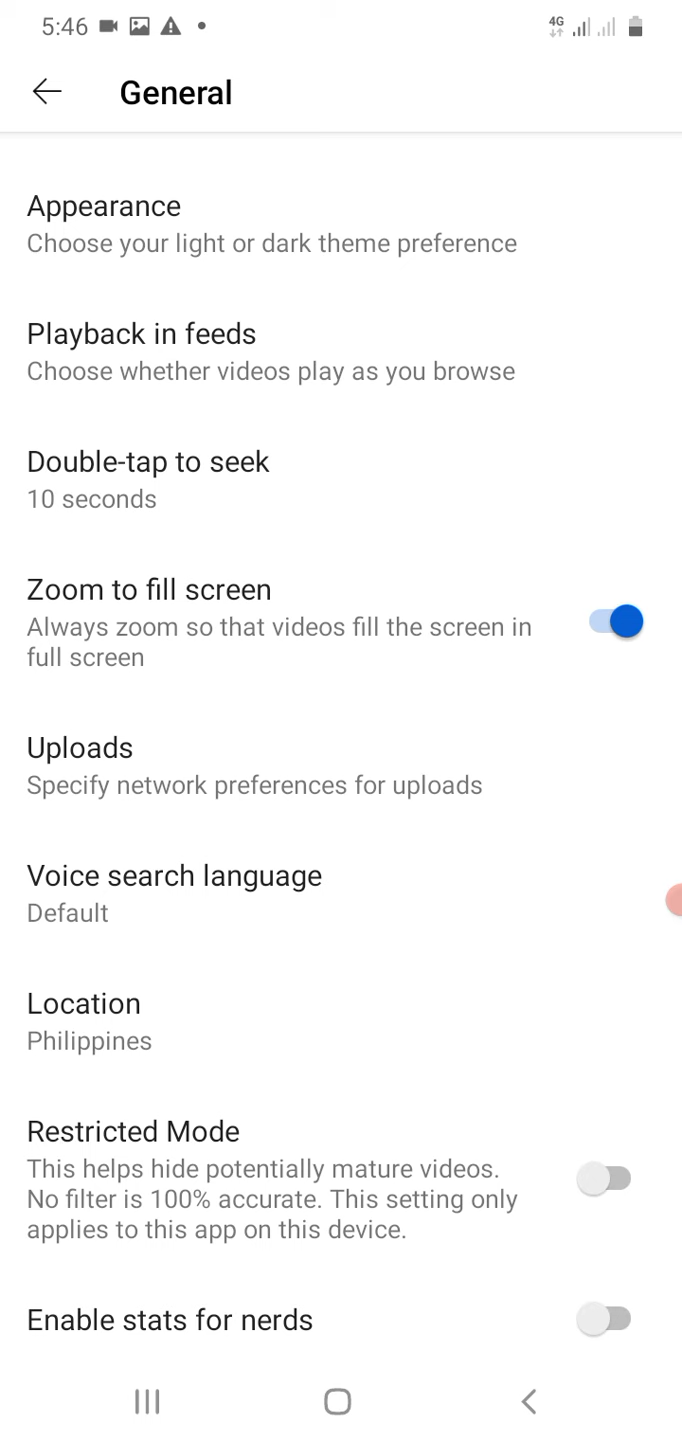 5:46
4G
General
Appearance
Choose your light or dark theme preference
Playback in feeds
Choose whether videos play as you browse
Double-tap to seek
10 seconds
Zoom to fill screen
Always zoom so that videos fill the screen in
full screen
Uploads
Specify network preferences for uploads
Voice search language
Default
Location
Philippines
Restricted Mode
This helps hide potentially mature videos.
No filter is 100% accurate. This setting only
applies to this app on this device.
Enable stats for nerds